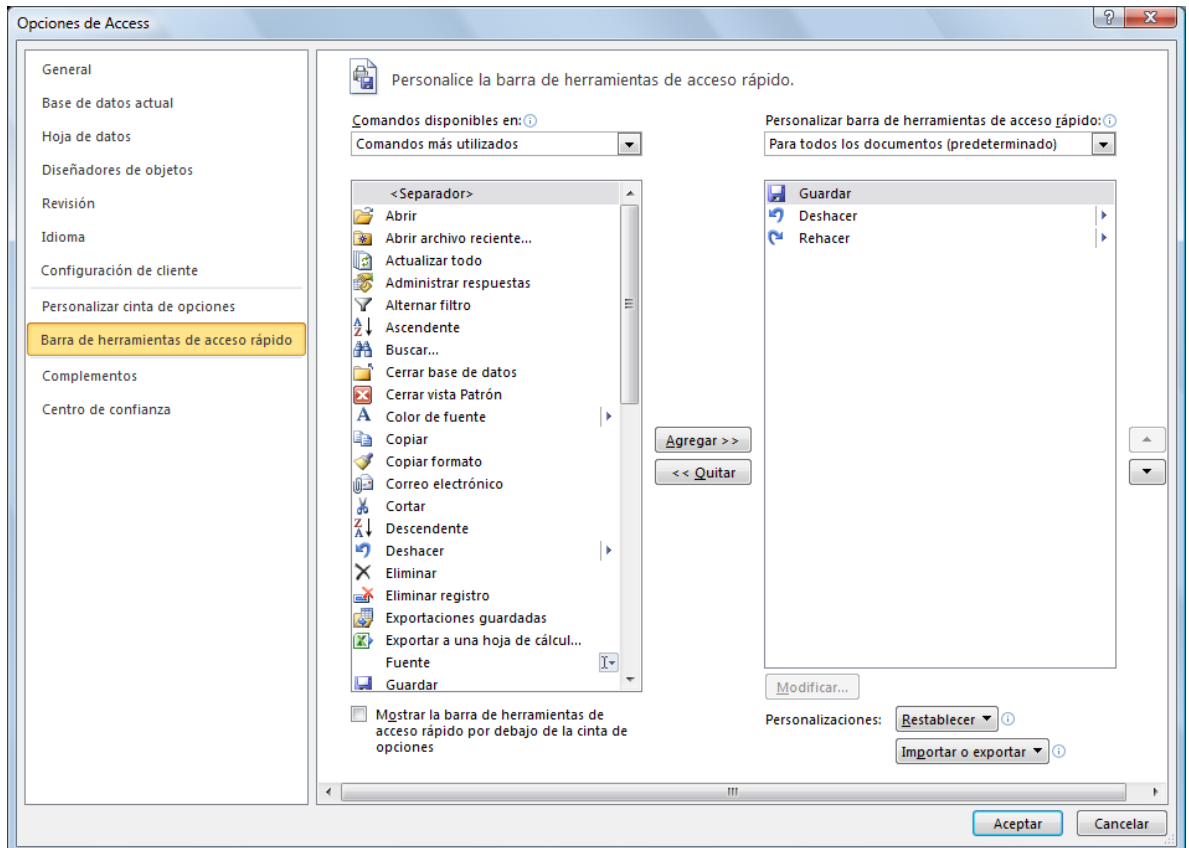 Opciones de Access
General
Base de datos actual
Hoja de datos
Diseñadores de objetos
Revisión
Idioma
Configuración de cliente
Personalizar cinta de opciones
Barra de herramientas de acceso rápido
Complementos
Centro de confianza
Personalice la barra de herramientas de acceso rápido.
Comandos disponibles en:
Comandos más utilizados
<Separador>
Abrir
Abrir archivo reciente...
Actualizar todo
Administrar respuestas
Alternar filtro
Ascendente
Buscar...
Cerrar base de datos
Cerrar vista Patrón
Color de fuente
Copiar
Copiar formato
Correo electrónico
Cortar
Descendente
Deshacer
Eliminar
Eliminar registro
Exportaciones guardadas
Exportar a una hoja de cálcul...
Fuente
Guardar
Mostrar la barra de herramientas de
acceso rápido por debajo de la cinta de
opciones
Agregar >>
<< Quitar
Personalizar barra de herramientas de acceso rápido:
Para todos los documentos (predeterminado)
Guardar
Deshacer
Rehacer
Modificar...
Personalizaciones:
Restablecer
Importar o exportar
Aceptar
Cancelar